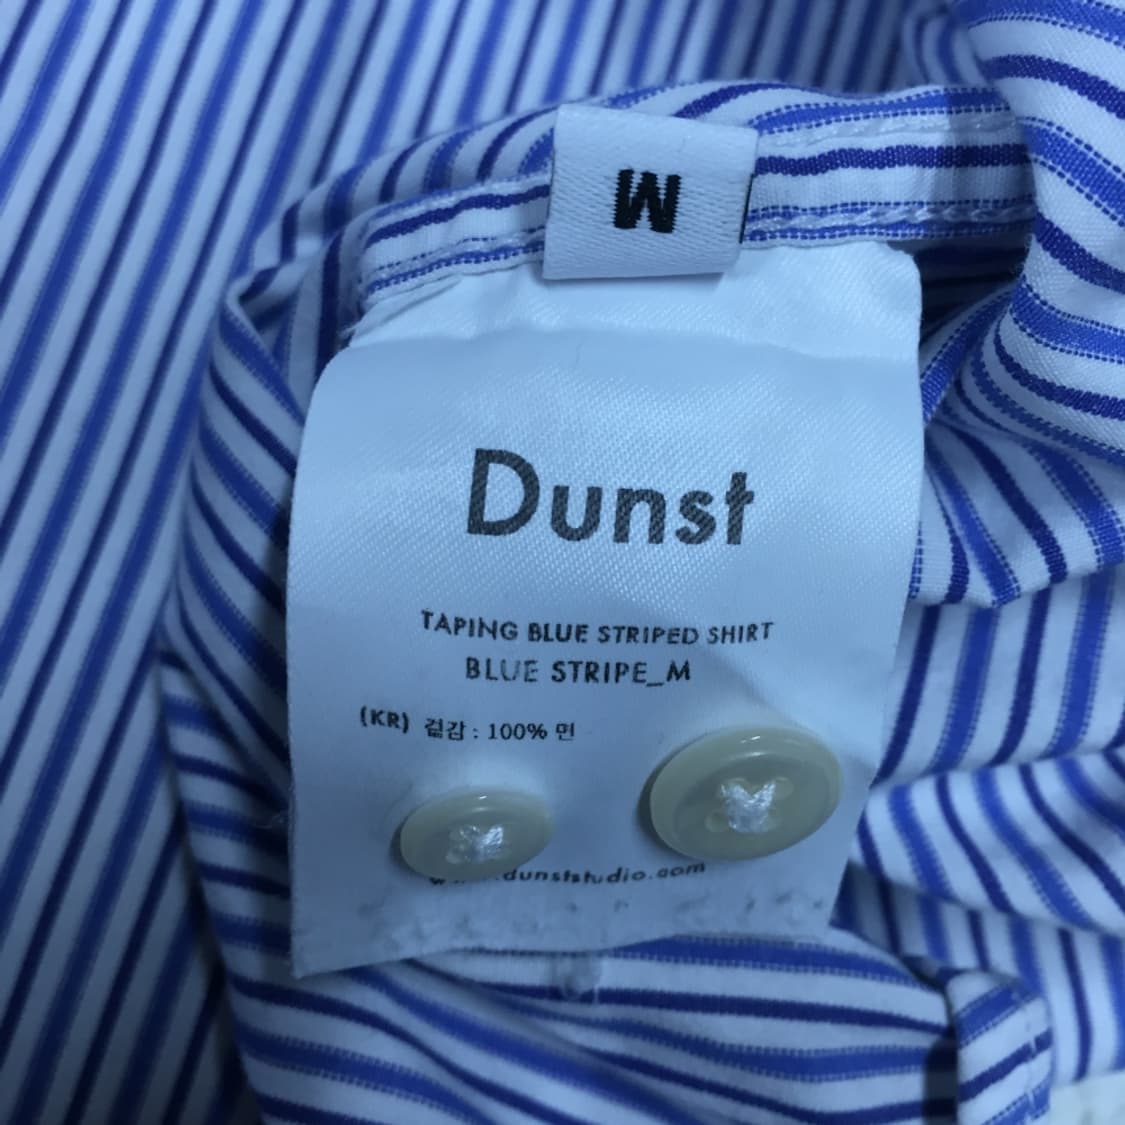 M
Dunst
TAPING BLUE STRIPED SHIRT
BLUE STRIPE_M
(KR) 겉감 : 100% 면
dunststudio.com